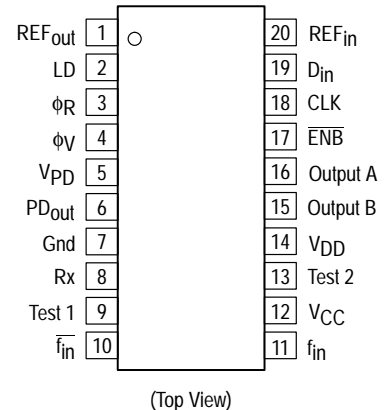 REFout 1 20 REFin
LD 2 19 Din
ϕR 3 18 CLK
ϕV 4 17 E̅N̅B̅
VPD 5 16 Output A
PDout 6 15 Output B
Gnd 7 14 VDD
Rx 8 13 Test 2
Test 1 9 12 VCC
f̅i̅n̅ 10 11 fin
(Top View)